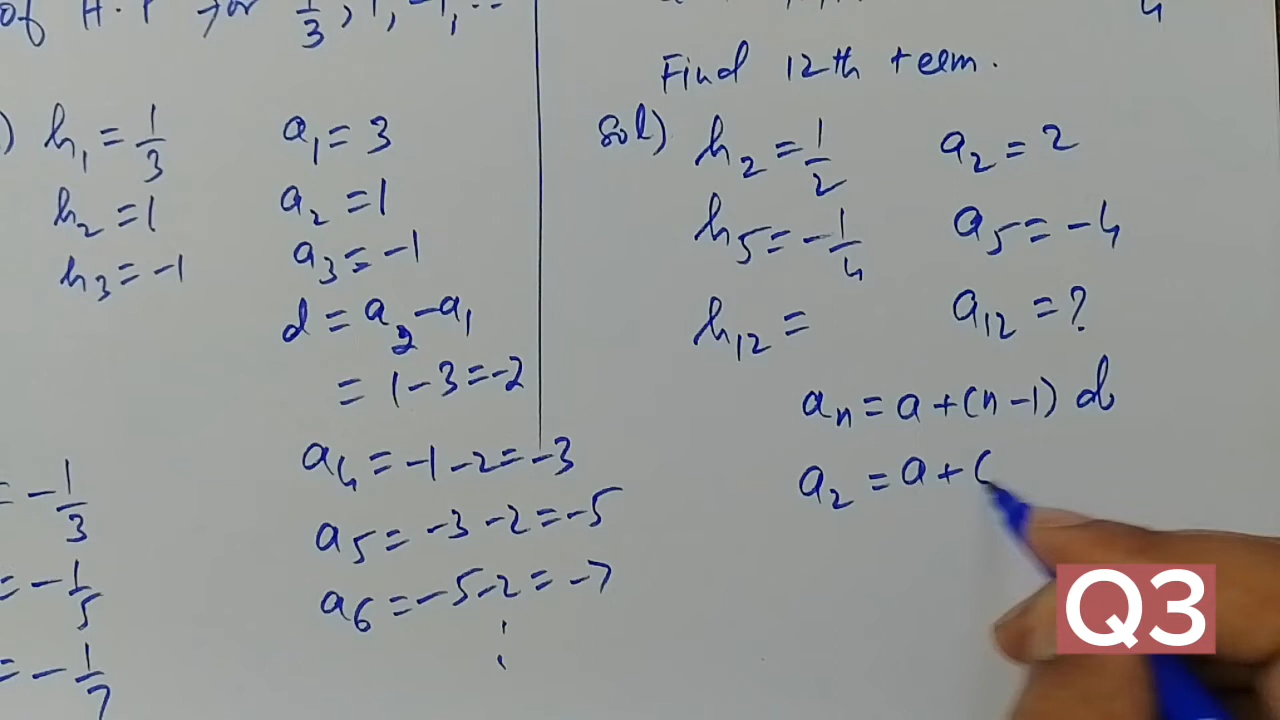 of H.P for 1/3, 1, -1, ...
) h₁ = 1/3 a₁ = 3
h₂ = 1 a₂ = 1
h₃ = -1 a₃ = -1
d = a₂ - a₁
= 1 - 3 = -2
a₄ = -1 - 2 = -3
= -1/3
a₅ = -3 - 2 = -5
= -1/5
a₆ = -5 - 2 = -7
= -1/7
4
Find 12th term.
Sol) h₂ = 1/2 a₂ = 2
h₅ = -1/4 a₅ = -4
h₁₂ = a₁₂ = ?
aₙ = a + (n - 1) d
a₂ = a + (
Q3